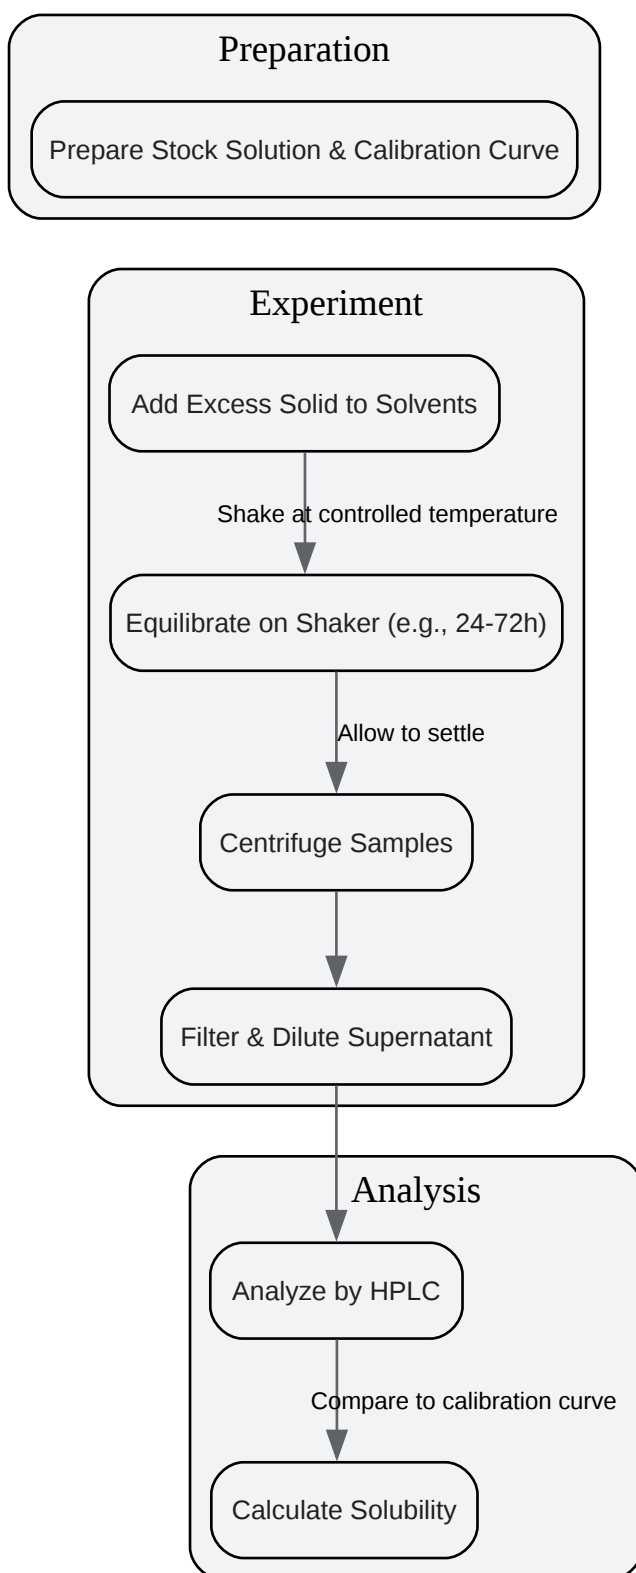 Preparation
Prepare Stock Solution & Calibration Curve
Experiment
Add Excess Solid to Solvents
Shake at controlled temperature
Equilibrate on Shaker (e.g., 24-72h)
Allow to settle
Centrifuge Samples
Filter & Dilute Supernatant
Analysis
Analyze by HPLC
Compare to calibration curve
Calculate Solubility